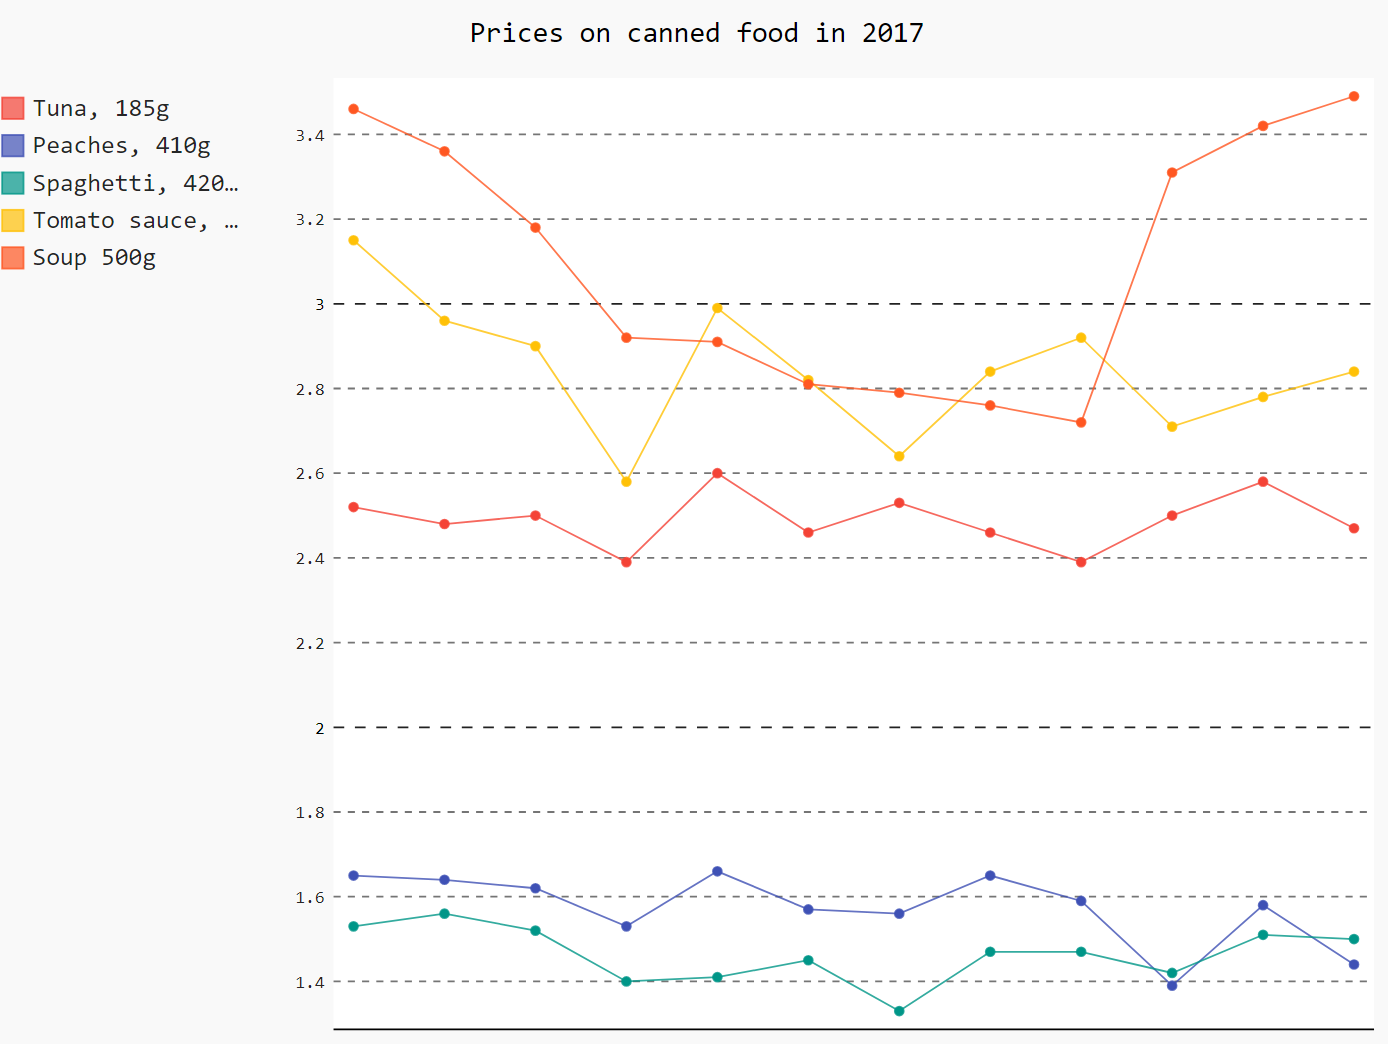 Prices on canned food in 2017
Tuna, 185g
Peaches, 410g
Spaghetti, 420…
Tomato sauce, …
Soup 500g
3.4
3.2
3
2.8
2.6
2.4
2.2
2
1.8
1.6
1.4